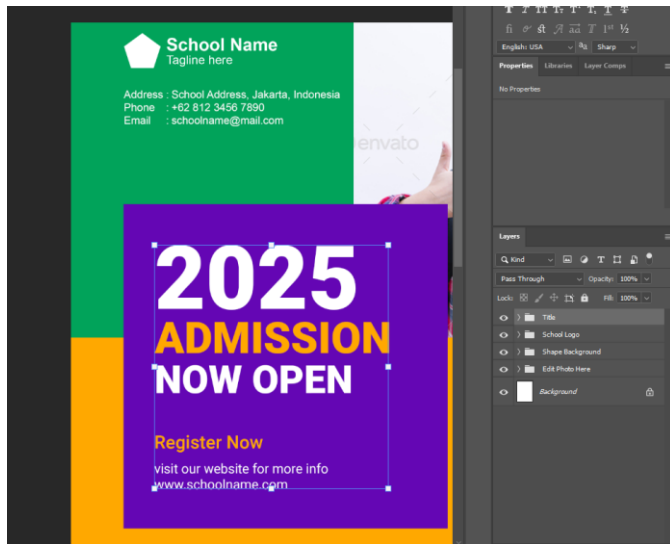 School Name
Tagline here
Address : School Address, Jakarta, Indonesia
Phone : +62 812 3456 7890
Email : schoolname@mail.com
envato
2025
ADMISSION
NOW OPEN
Register Now
visit our website for more info
www.schoolname.com
English: USA
aa Sharp
Properties Libraries Layer Comps
No Properties
Layers
Kind
Pass Through Opacity: 100%
Lock: Fill: 100%
Title
School Logo
Shape Background
Edit Photo Here
Background